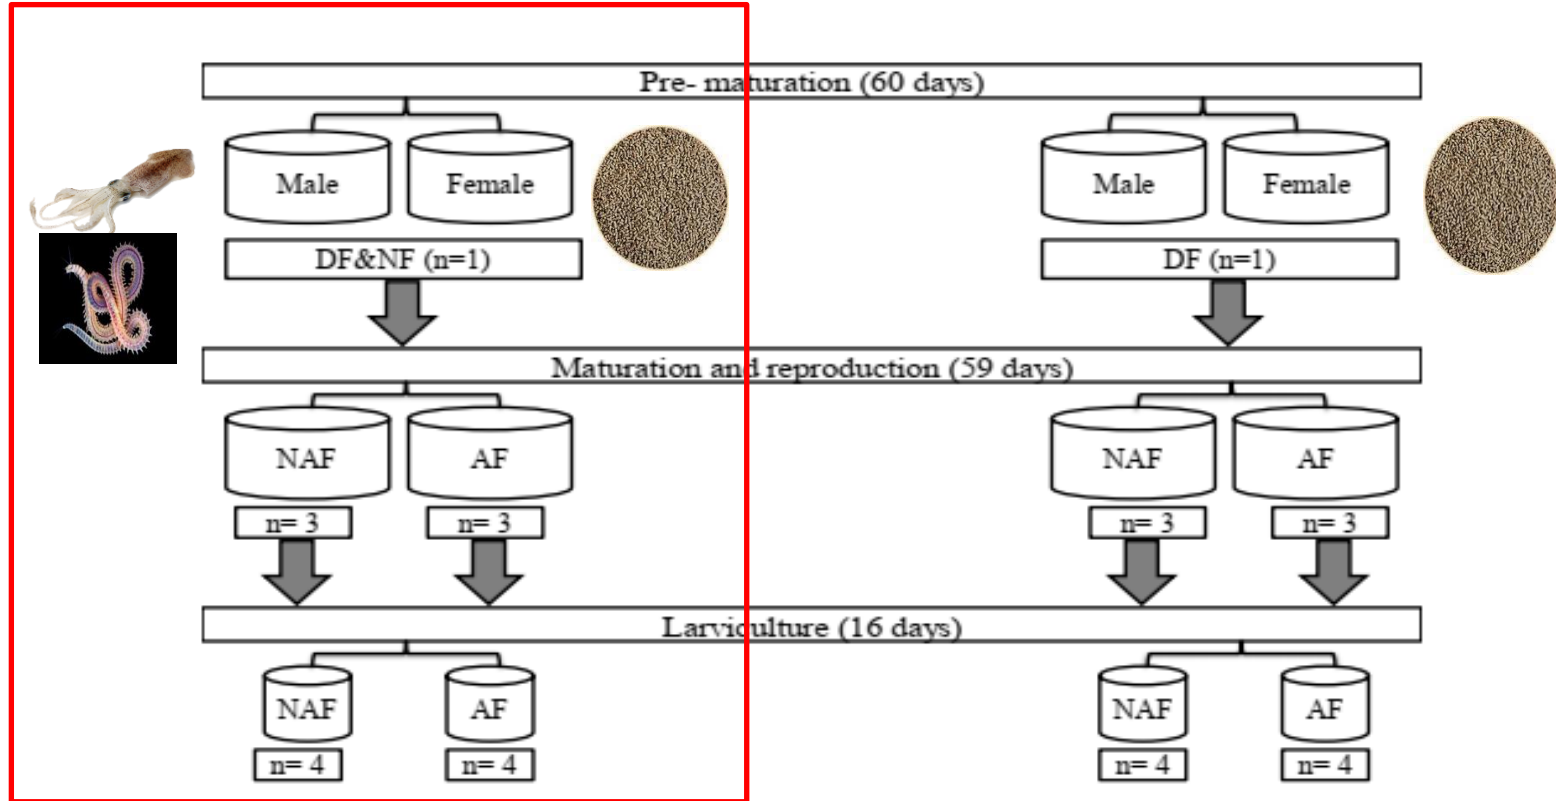 Pre- maturation (60 days)
Male Female Male Female
DF&NF (n=1) DF (n=1)
Maturation and reproduction (59 days)
NAF AF NAF AF
n= 3 n= 3 n= 3 n= 3
Larviculture (16 days)
NAF AF NAF AF
n= 4 n= 4 n= 4 n= 4